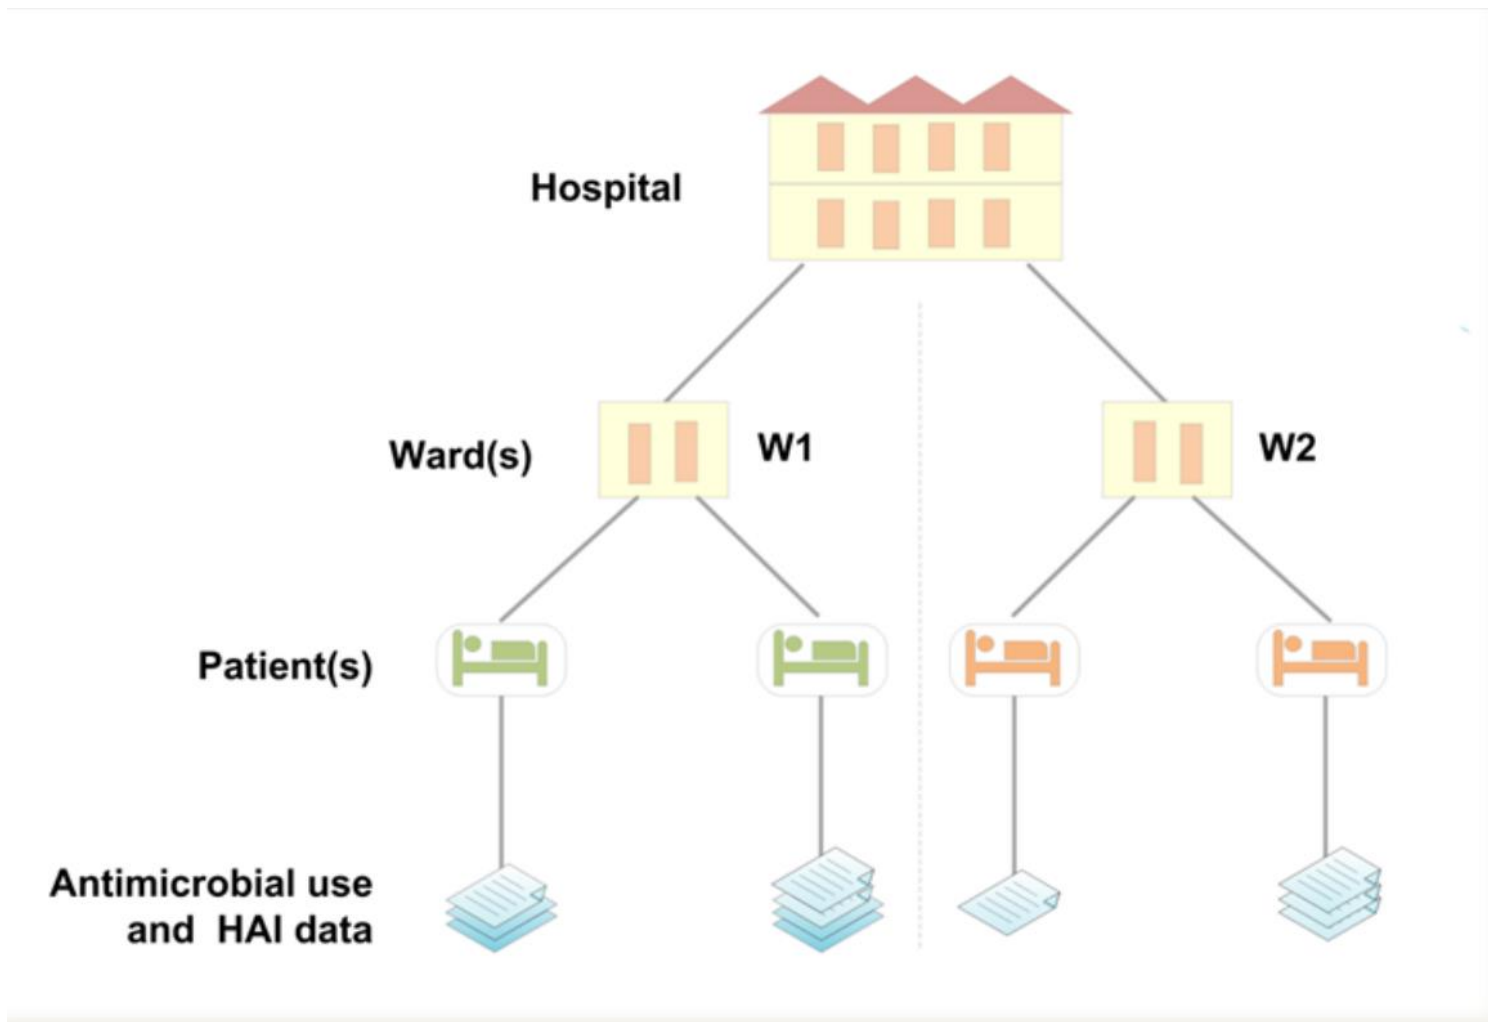 Hospital
Ward(s)
W1
W2
Patient(s)
Antimicrobial use
and HAI data